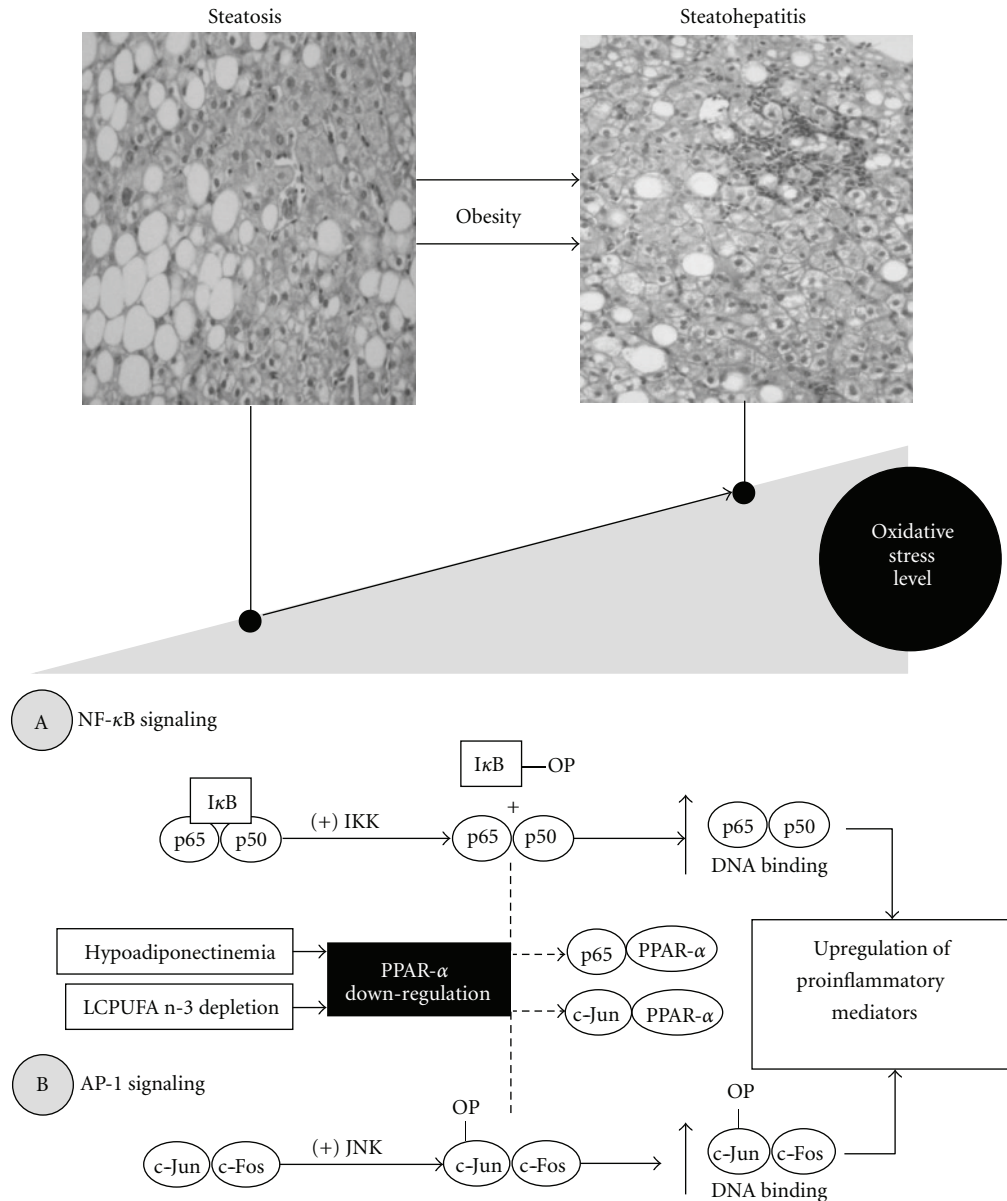 Steatosis
Steatohepatitis
Obesity
Oxidative
stress
level
A
NF-κB signaling
IκB
p65 p50
(+) IKK
IκB
OP
+
p65 p50
p65 p50
DNA binding
Hypoadiponectinemia
LCPUFA n-3 depletion
PPAR-α
down-regulation
p65 PPAR-α
c-Jun PPAR-α
Upregulation of
proinflammatory
mediators
B
AP-1 signaling
c-Jun c-Fos
(+) JNK
OP
c-Jun c-Fos
OP
c-Jun c-Fos
DNA binding